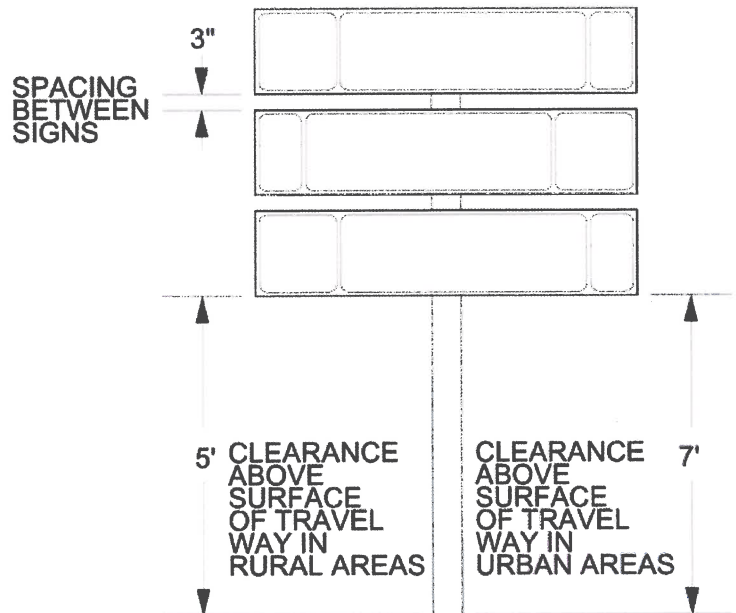 3"
SPACING
BETWEEN
SIGNS
5'
CLEARANCE
ABOVE
SURFACE
OF TRAVEL
WAY IN
RURAL AREAS
CLEARANCE
ABOVE
SURFACE
OF TRAVEL
WAY IN
URBAN AREAS
7'